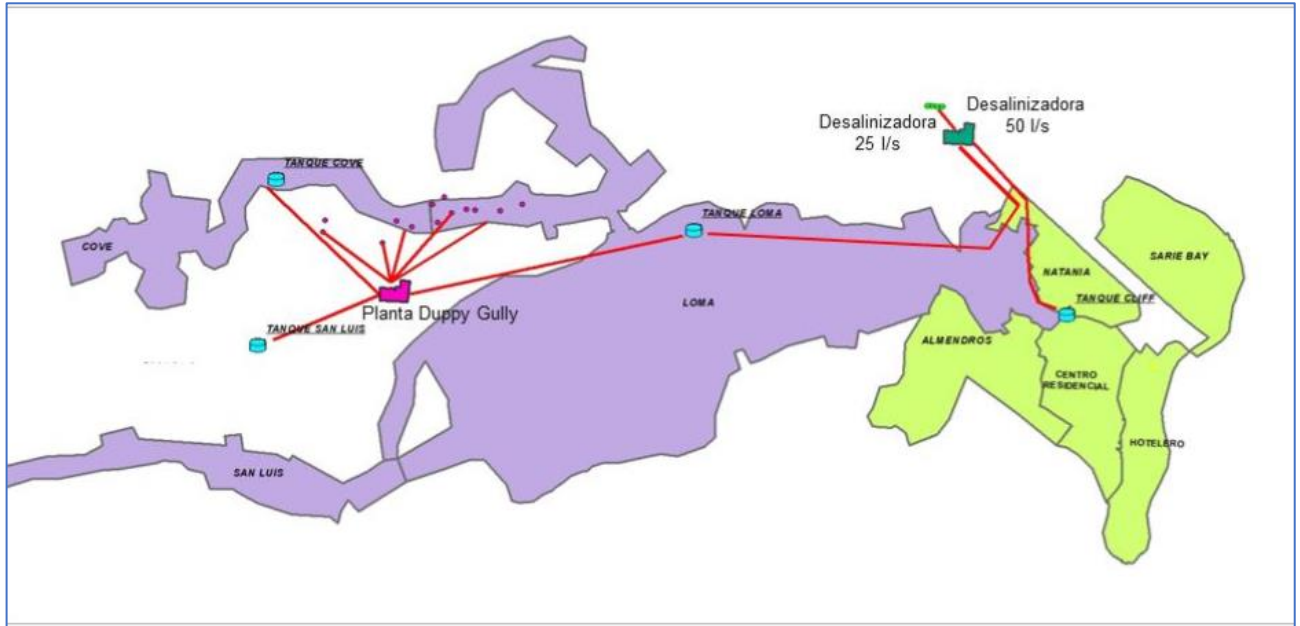 Desalinizadora
50 l/s
Desalinizadora
25 l/s
TANQUE COVE
TANQUE LOMA
COVE
SARIE BAY
NATANIA
LOMA
TANQUE CLIFF
Planta Duppy Gully
TANQUE SAN LUIS
ALMENDROS
CENTRO
RESIDENCIAL
HOTELERO
SAN LUIS